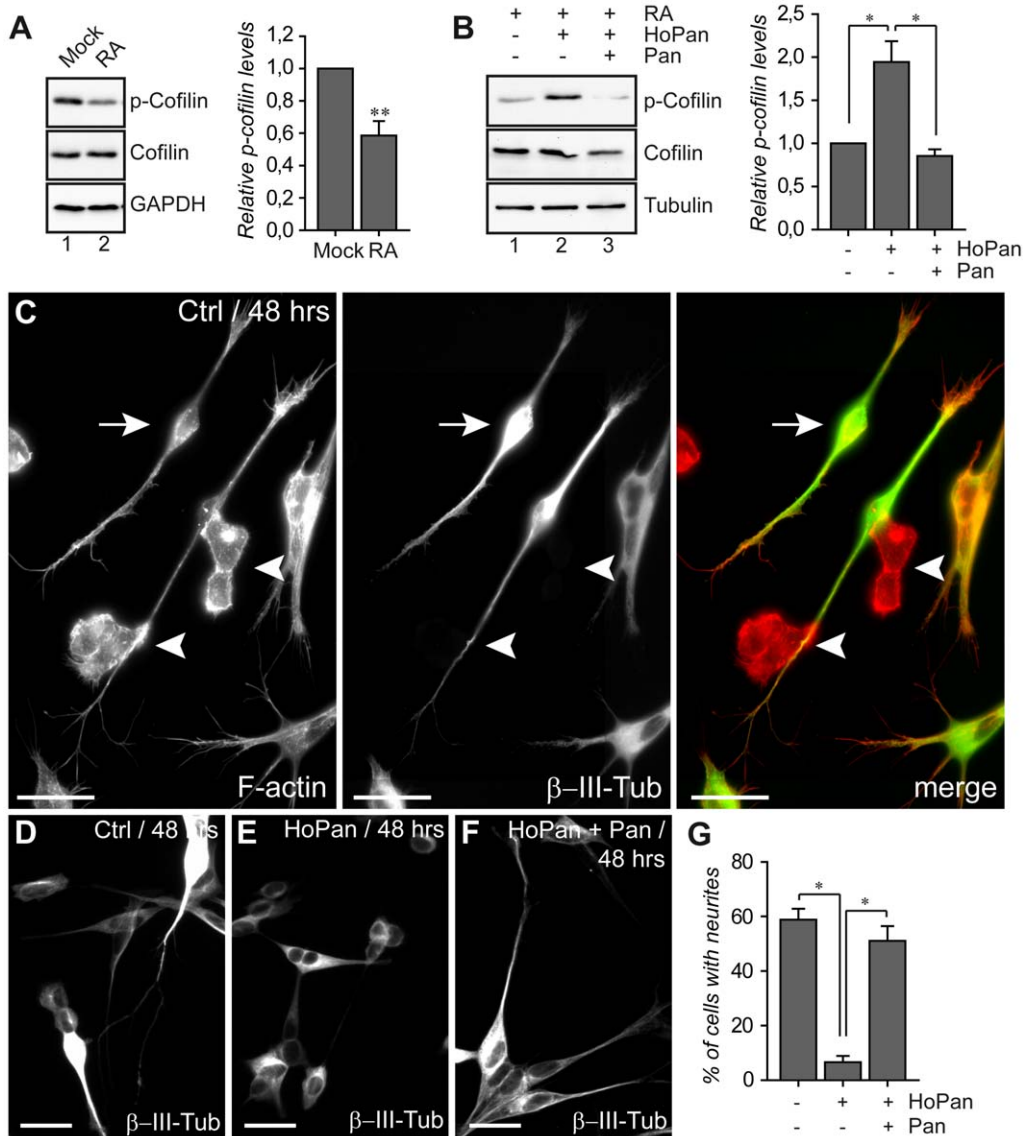 A
Mock
RA
p-Cofilin
Cofilin
GAPDH
1 2
Relative p-cofilin levels
1,2
1,0
0,8
0,6
0,4
0,2
0,0
**
Mock RA
B
+ + + RA
- + + HoPan
- - + Pan
p-Cofilin
Cofilin
Tubulin
1 2 3
Relative p-cofilin levels
2,5
2,0
1,5
1,0
0,5
0,0
* *
- + + HoPan
- - + Pan
C
Ctrl / 48 hrs
F-actin
β–III-Tub
merge
D
Ctrl / 48 hrs
β–III-Tub
E
HoPan / 48 hrs
β–III-Tub
F
HoPan + Pan /
48 hrs
β–III-Tub
G
% of cells with neurites
80
60
40
20
0
* *
- + + HoPan
- - + Pan